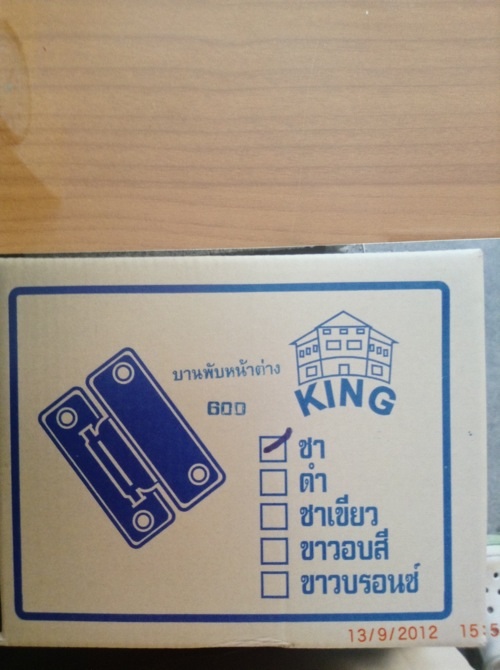 บานพับหน้าต่าง
600
KING
ชา
ดำ
ชาเขียว
ขาวอบสี
ขาวบรอนซ์
13/9/2012